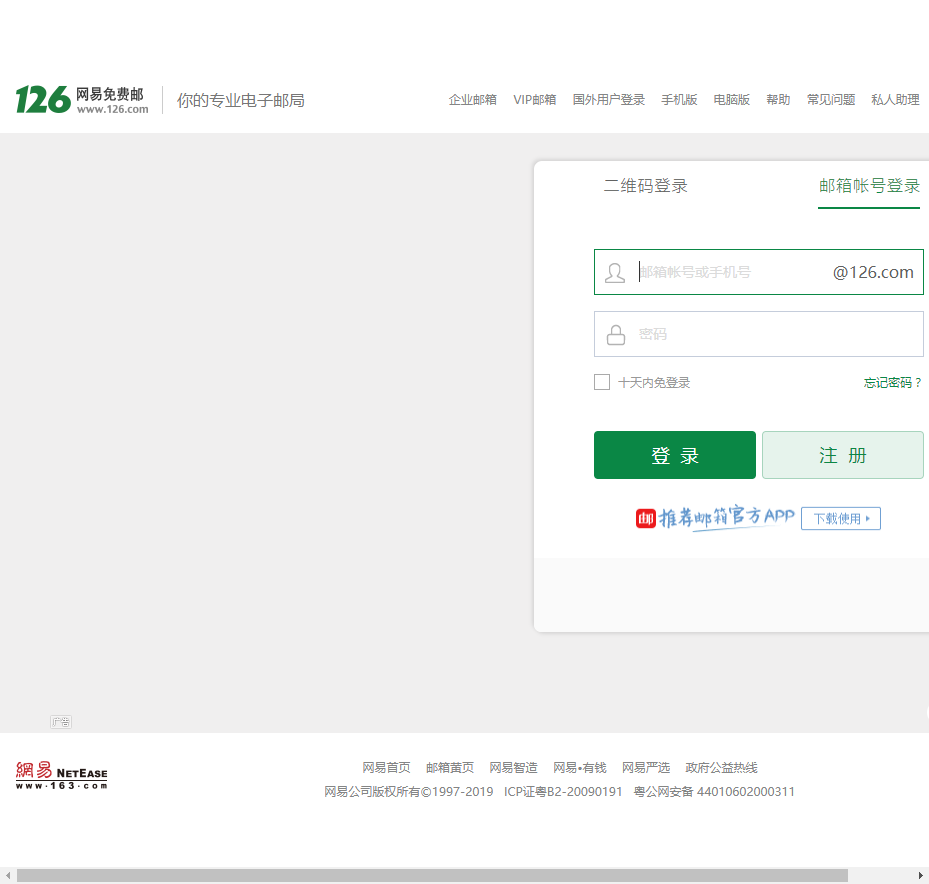 126 网易免费邮
www.126.com
你的专业电子邮局
企业邮箱 VIP邮箱 国外用户登录 手机版 电脑版 帮助 常见问题 私人助理
二维码登录 邮箱帐号登录
邮箱帐号或手机号 @126.com
密码
十天内免登录 忘记密码？
登 录 注 册
邮 推荐邮箱官方APP 下载使用
广告
網易 NETEASE
www.163.com
网易首页 邮箱黄页 网易智造 网易•有钱 网易严选 政府公益热线
网易公司版权所有©1997-2019 ICP证粤B2-20090191 粤公网安备 44010602000311